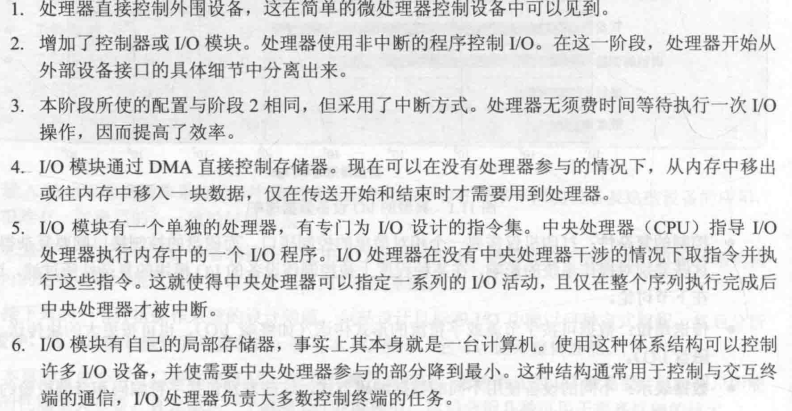 1. 处理器直接控制外围设备，这在简单的微处理器控制设备中可以见到。
2. 增加了控制器或 I/O 模块。处理器使用非中断的程序控制 I/O。在这一阶段，处理器开始从
外部设备接口的具体细节中分离出来。
3. 本阶段所使的配置与阶段 2 相同，但采用了中断方式。处理器无须费时间等待执行一次 I/O
操作，因而提高了效率。
4. I/O 模块通过 DMA 直接控制存储器。现在可以在没有处理器参与的情况下，从内存中移出
或往内存中移入一块数据，仅在传送开始和结束时才需要用到处理器。
5. I/O 模块有一个单独的处理器，有专门为 I/O 设计的指令集。中央处理器（CPU）指导 I/O
处理器执行内存中的一个 I/O 程序。I/O 处理器在没有中央处理器干涉的情况下取指令并执
行这些指令。这就使得中央处理器可以指定一系列的 I/O 活动，且仅在整个序列执行完成后
中央处理器才被中断。
6. I/O 模块有自己的局部存储器，事实上其本身就是一台计算机。使用这种体系结构可以控制
许多 I/O 设备，并使需要中央处理器参与的部分降到最小。这种结构通常用于控制与交互终
端的通信，I/O 处理器负责大多数控制终端的任务。